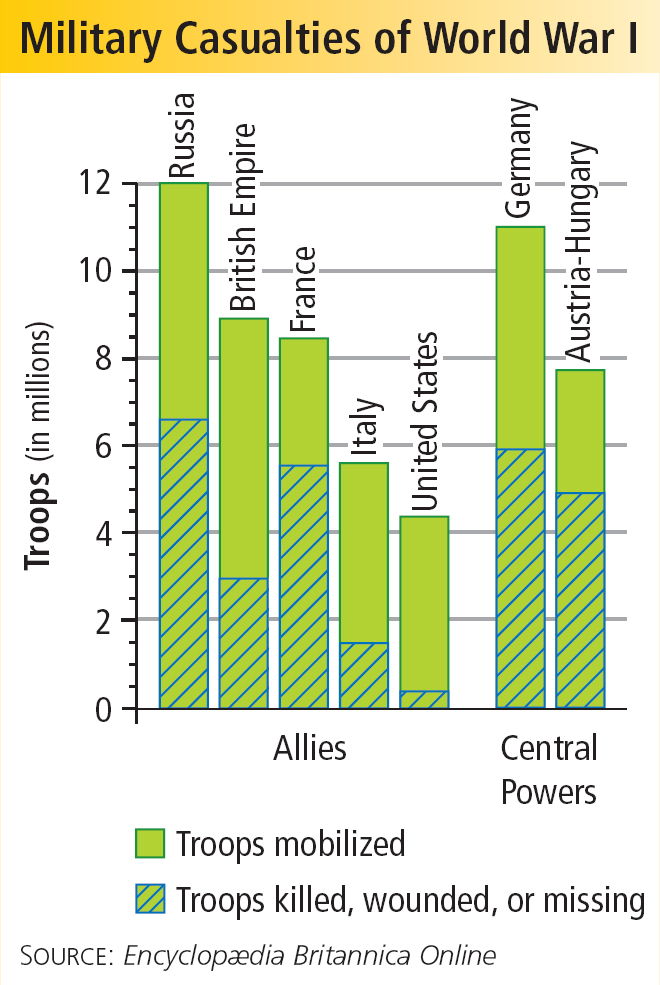 Military Casualties of World War I
Troops (in millions)
12
10
8
6
4
2
0
Russia
British Empire
France
Italy
United States
Germany
Austria-Hungary
Allies
Central
Powers
Troops mobilized
Troops killed, wounded, or missing
SOURCE: Encyclopædia Britannica Online